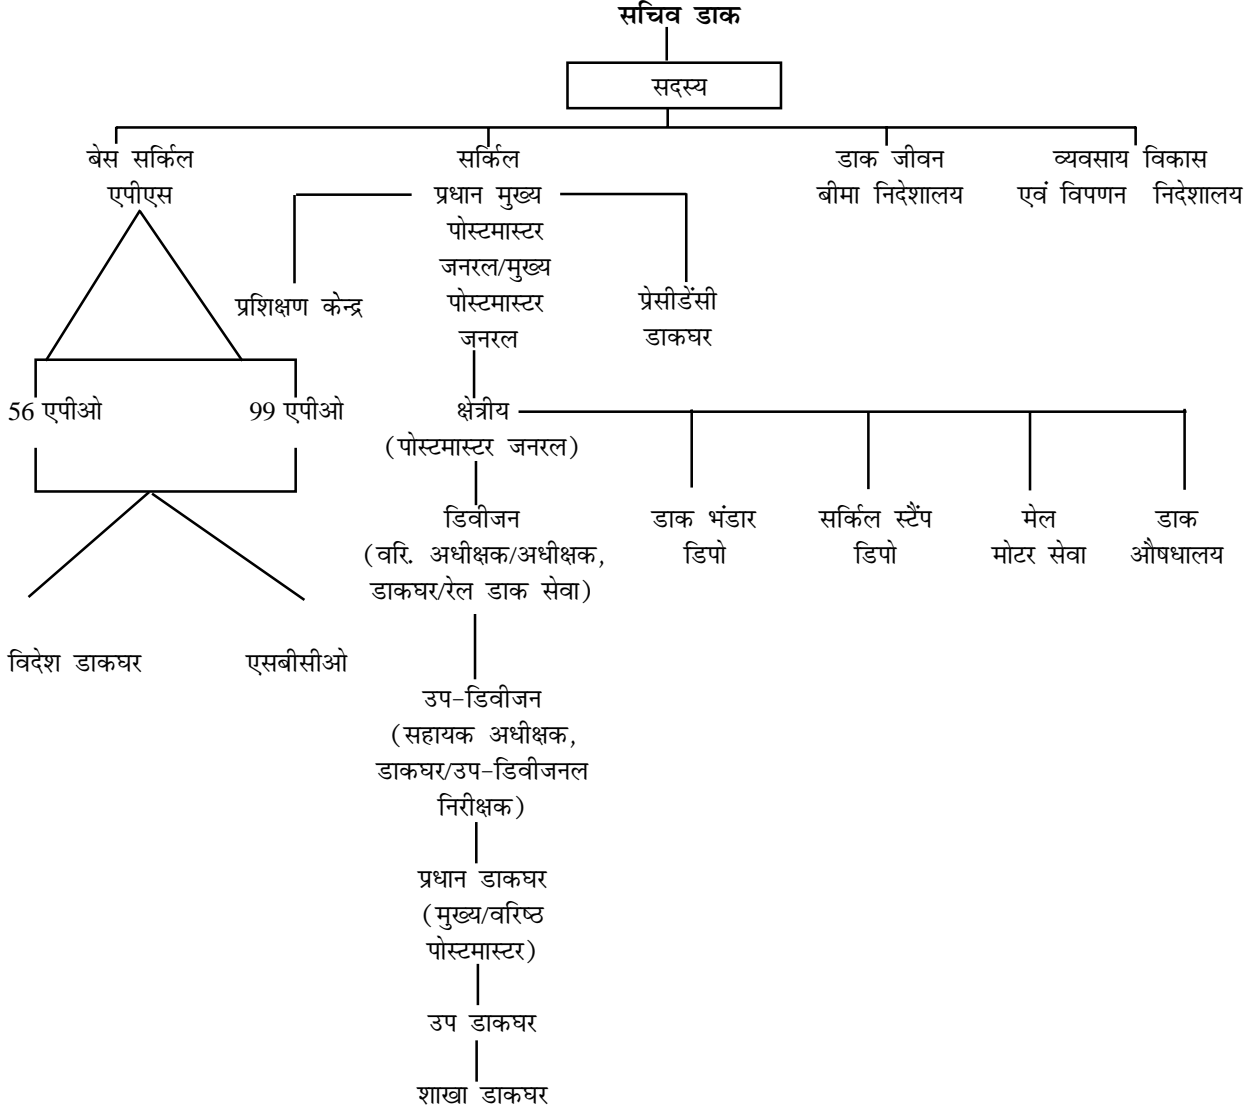 सचिव डाक
सदस्य
बेस सर्किल
एपीएस
सर्किल
प्रधान मुख्य
पोस्टमास्टर
जनरल/मुख्य
पोस्टमास्टर
जनरल
डाक जीवन
बीमा निदेशालय
व्यवसाय विकास
एवं विपणन निदेशालय
प्रशिक्षण केन्द्र
प्रेसीडेंसी
डाकघर
56 एपीओ
99 एपीओ
क्षेत्रीय
(पोस्टमास्टर जनरल)
डिवीजन
(वरि. अधीक्षक/अधीक्षक,
डाकघर/रेल डाक सेवा)
डाक भंडार
डिपो
सर्किल स्टैंप
डिपो
मेल
मोटर सेवा
डाक
औषधालय
विदेश डाकघर
एसबीसीओ
उप-डिवीजन
(सहायक अधीक्षक,
डाकघर/उप-डिवीजनल
निरीक्षक)
प्रधान डाकघर
(मुख्य/वरिष्ठ
पोस्टमास्टर)
उप डाकघर
शाखा डाकघर